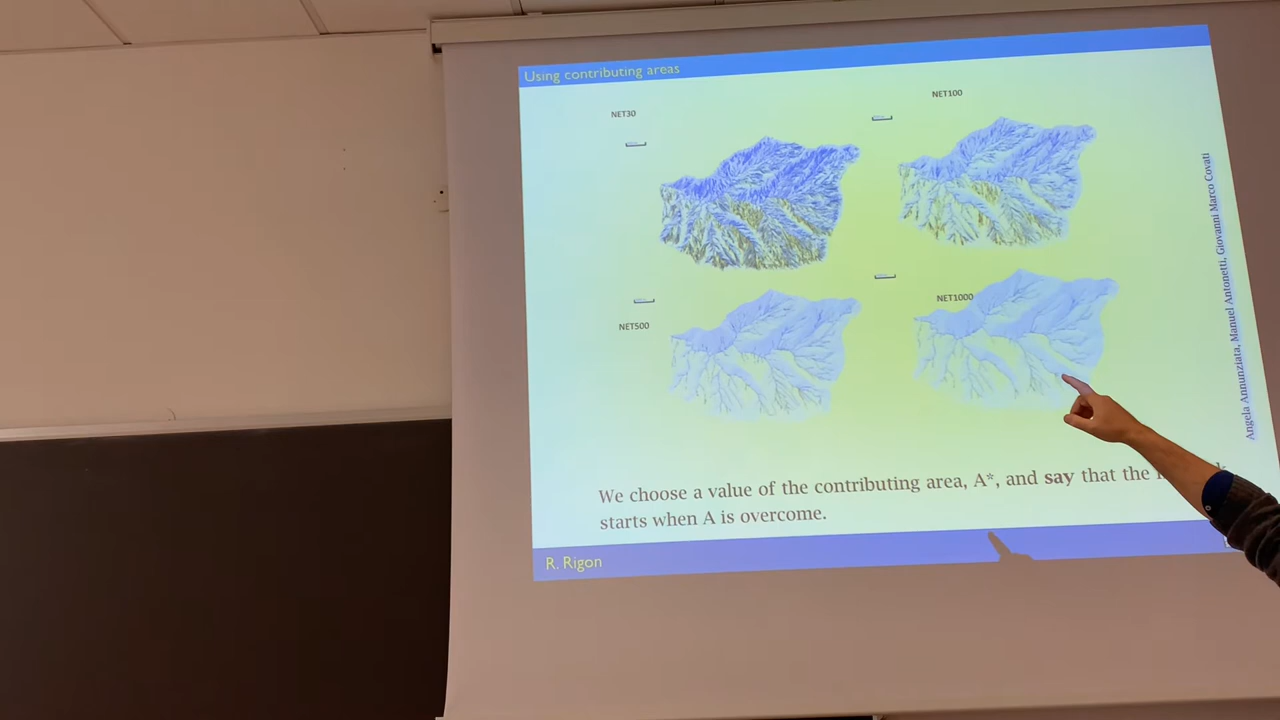 Using contributing areas
NET30
NET100
NET500
NET1000
We choose a value of the contributing area, A*, and say that the
starts when A is overcome.
R. Rigon
Angela Annunziata, Manuel Antonetti, Giovanni Marco Covati